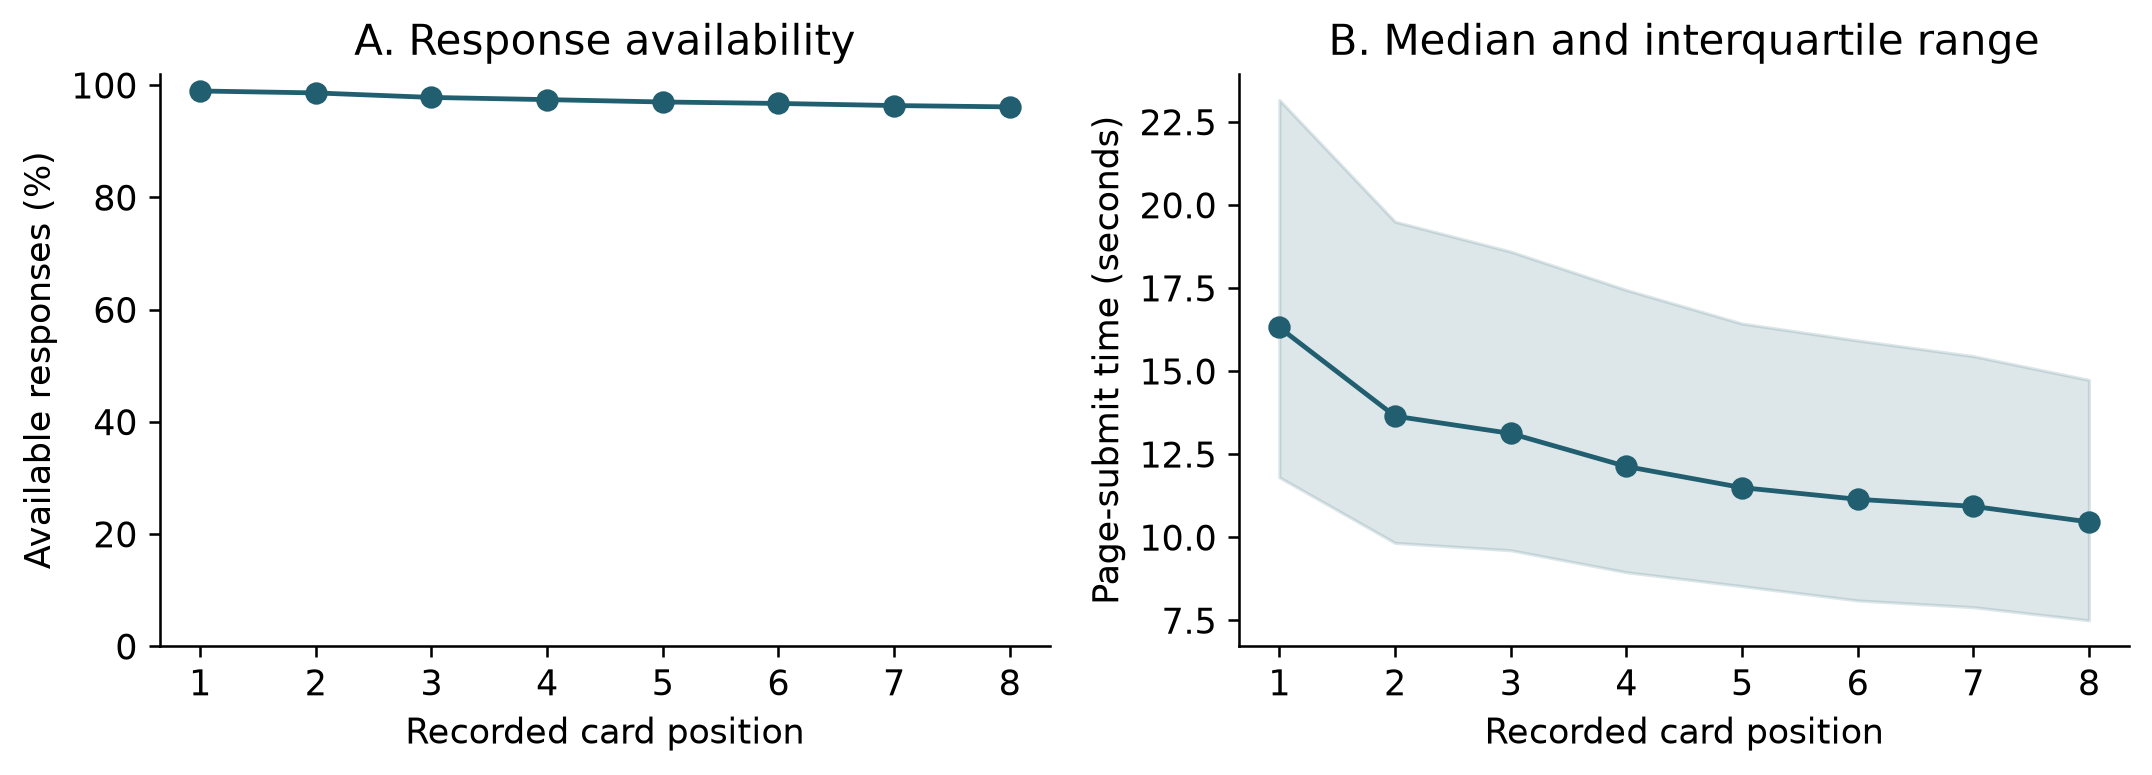 A. Response availability
Available responses (%)
100
80
60
40
20
0
1 2 3 4 5 6 7 8
Recorded card position
B. Median and interquartile range
Page-submit time (seconds)
22.5
20.0
17.5
15.0
12.5
10.0
7.5
1 2 3 4 5 6 7 8
Recorded card position